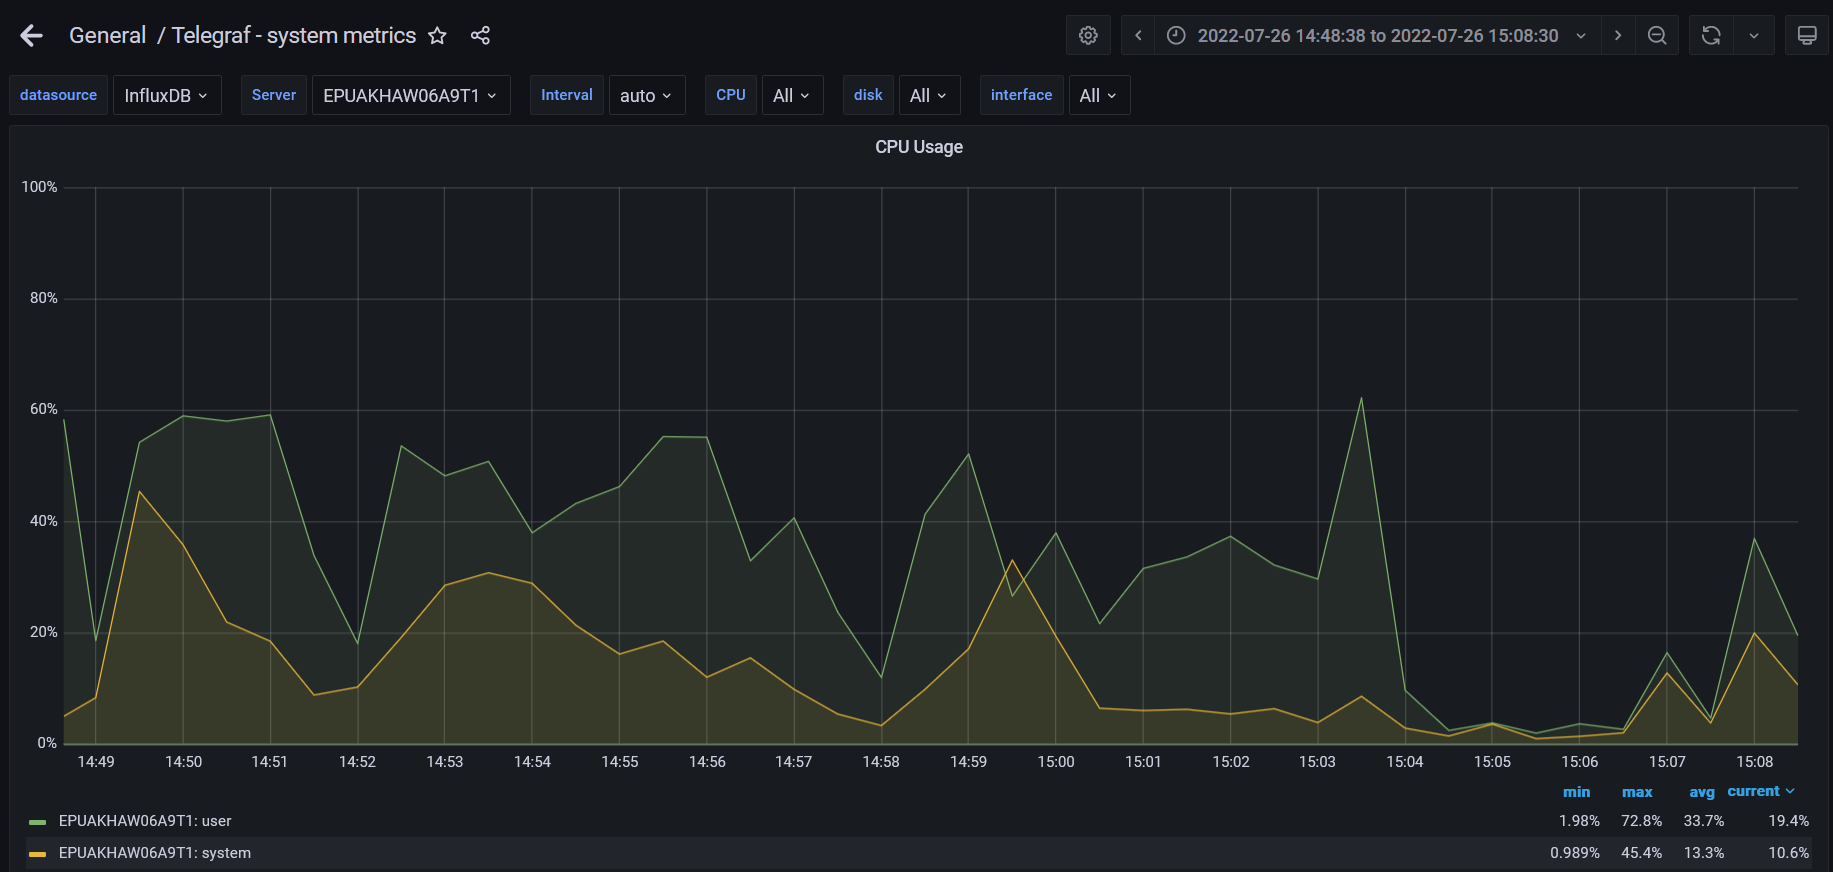 General / Telegraf - system metrics
2022-07-26 14:48:38 to 2022-07-26 15:08:30
datasource InfluxDB Server EPUAKHAW06A9T1 Interval auto CPU All disk All interface All
CPU Usage
100%
80%
60%
40%
20%
0%
14:49 14:50 14:51 14:52 14:53 14:54 14:55 14:56 14:57 14:58 14:59 15:00 15:01 15:02 15:03 15:04 15:05 15:06 15:07 15:08
min max avg current
EPUAKHAW06A9T1: user 1.98% 72.8% 33.7% 19.4%
EPUAKHAW06A9T1: system 0.989% 45.4% 13.3% 10.6%